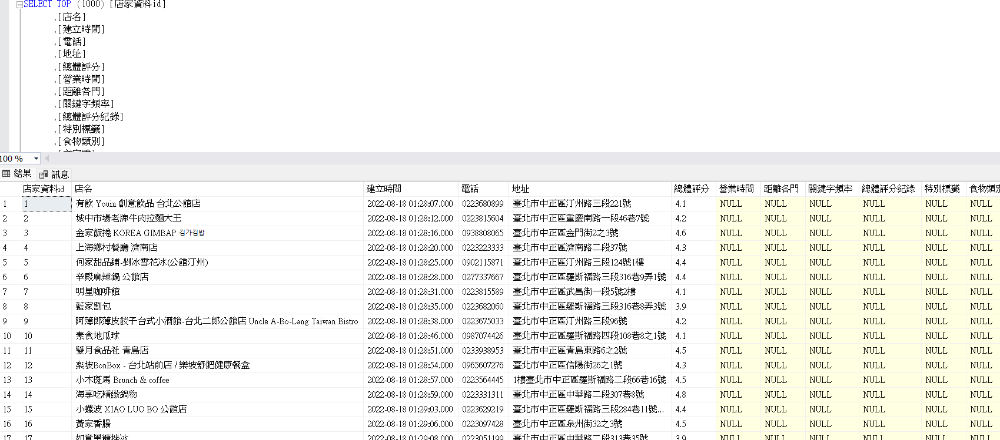 SELECT TOP (1000) [店家資料id]
,[店名]
,[建立時間]
,[電話]
,[地址]
,[總體評分]
,[營業時間]
,[距離各門]
,[關鍵字頻率]
,[總體評分紀錄]
,[特別標籤]
,[食物類別]
100 %
結果 訊息
店家資料id 店名 建立時間 電話 地址 總體評分 營業時間 距離各門 關鍵字頻率 總體評分紀錄 特別標籤 食物類別
1 1 有飲 Youin 創意飲品 台北公館店 2022-08-18 01:28:07.000 0223680899 臺北市中正區汀州路三段221號 4.1 NULL NULL NULL NULL NULL NULL
2 2 城中市場老牌牛肉拉麵大王 2022-08-18 01:28:12.000 0223815604 臺北市中正區重慶南路一段46巷7號 4.2 NULL NULL NULL NULL NULL NULL
3 3 金家飯捲 KOREA GIMBAP 김가김밥 2022-08-18 01:28:16.000 0938808065 臺北市中正區金門街2之3號 4.6 NULL NULL NULL NULL NULL NULL
4 4 上海鄉村餐廳 濟南店 2022-08-18 01:28:20.000 0223223333 臺北市中正區濟南路二段37號 4.3 NULL NULL NULL NULL NULL NULL
5 5 何家甜品鋪-剉冰雪花冰(公館汀州) 2022-08-18 01:28:25.000 0902115871 臺北市中正區汀州路三段124號1樓 4.4 NULL NULL NULL NULL NULL NULL
6 6 辛殿麻辣鍋 公館店 2022-08-18 01:28:28.000 0277337667 臺北市中正區羅斯福路三段316巷9弄1號 4.4 NULL NULL NULL NULL NULL NULL
7 7 明星咖啡館 2022-08-18 01:28:31.000 0223815589 臺北市中正區武昌街一段5號2樓 4.1 NULL NULL NULL NULL NULL NULL
8 8 藍家割包 2022-08-18 01:28:35.000 0223682060 臺北市中正區羅斯福路三段316巷8弄3號 3.9 NULL NULL NULL NULL NULL NULL
9 9 阿薄郎薄皮餃子台式小酒館-台北二郎公館店 Uncle A-Bo-Lang Taiwan Bistro 2022-08-18 01:28:38.000 0223675033 臺北市中正區汀州路三段96號 4.2 NULL NULL NULL NULL NULL NULL
10 10 素食地瓜球 2022-08-18 01:28:46.000 0987074426 臺北市中正區羅斯福路四段108巷8之1號 4.1 NULL NULL NULL NULL NULL NULL
11 11 雙月食品社 青島店 2022-08-18 01:28:51.000 0233938953 臺北市中正區青島東路6之2號 4.5 NULL NULL NULL NULL NULL NULL
12 12 楽坡BonBox - 台北站前店 / 樂坡舒肥健康餐盒 2022-08-18 01:28:54.000 0965607276 臺北市中正區信陽街26之1號 4.3 NULL NULL NULL NULL NULL NULL
13 13 小木斑馬 Brunch & coffee 2022-08-18 01:28:57.000 0223564445 1樓臺北市中正區羅斯福路二段66巷16號 4.5 NULL NULL NULL NULL NULL NULL
14 14 海享吃精緻鍋物 2022-08-18 01:28:59.000 0223331311 臺北市中正區中華路二段307巷8號 4.8 NULL NULL NULL NULL NULL NULL
15 15 小螺波 XIAO LUO BO 公館店 2022-08-18 01:29:03.000 0223629219 臺北市中正區羅斯福路三段284巷11號... 4.4 NULL NULL NULL NULL NULL NULL
16 16 黃家香腸 2022-08-18 01:29:06.000 0223097428 臺北市中正區泉州街32之3號 4.5 NULL NULL NULL NULL NULL NULL
17 17 如意黑糖挫冰 2022-08-18 01:29:08.000 0223051199 臺北市中正區中華路二段313巷35號 3.9 NULL NULL NULL NULL NULL NULL